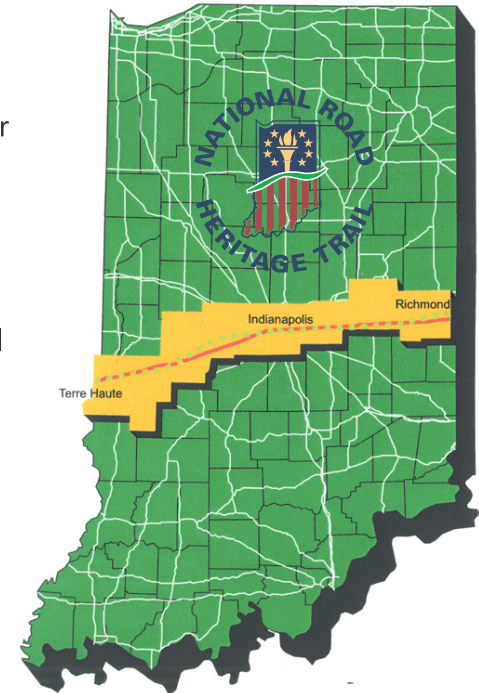 r
NATIONAL ROAD
HERITAGE TRAIL
Richmond
Indianapolis
l
Terre Haute